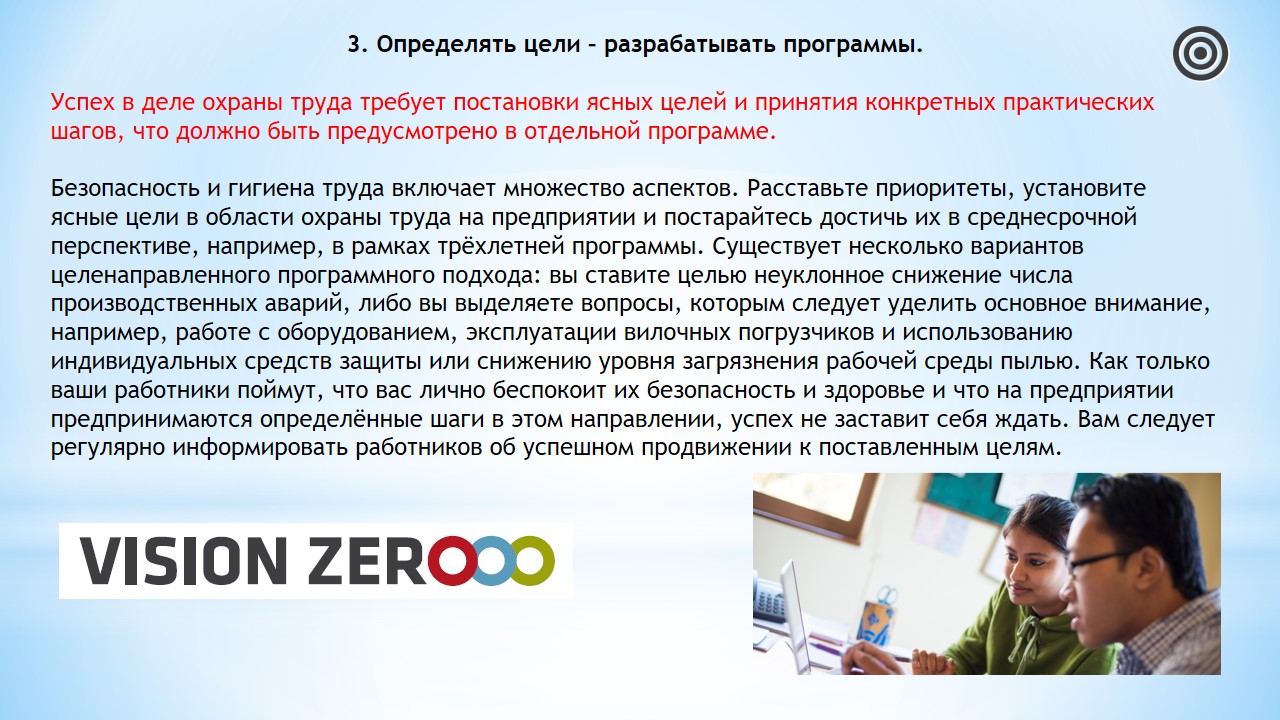 3. Определять цели – разрабатывать программы.
Успех в деле охраны труда требует постановки ясных целей и принятия конкретных практических
шагов, что должно быть предусмотрено в отдельной программе.
Безопасность и гигиена труда включает множество аспектов. Расставьте приоритеты, установите
ясные цели в области охраны труда на предприятии и постарайтесь достичь их в среднесрочной
перспективе, например, в рамках трёхлетней программы. Существует несколько вариантов
целенаправленного программного подхода: вы ставите целью неуклонное снижение числа
производственных аварий, либо вы выделяете вопросы, которым следует уделить основное внимание,
например, работе с оборудованием, эксплуатации вилочных погрузчиков и использованию
индивидуальных средств защиты или снижению уровня загрязнения рабочей среды пылью. Как только
ваши работники поймут, что вас лично беспокоит их безопасность и здоровье и что на предприятии
предпринимаются определённые шаги в этом направлении, успех не заставит себя ждать. Вам следует
регулярно информировать работников об успешном продвижении к поставленным целям.
VISION ZEROOO